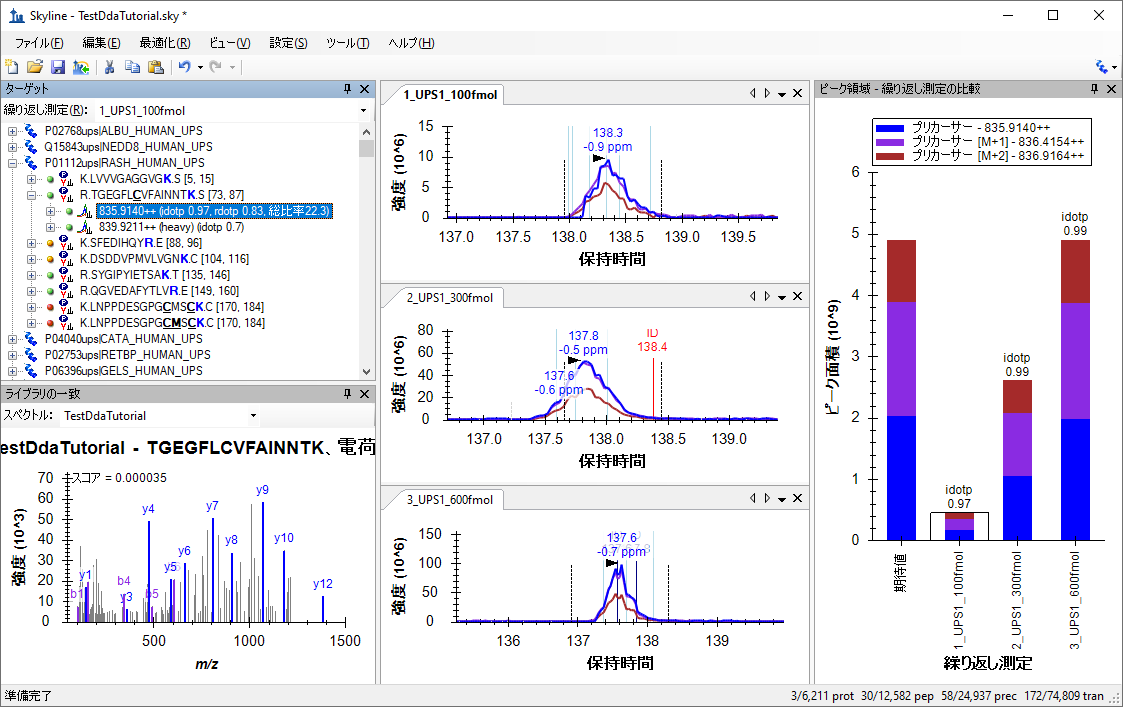 Skyline - TestDdaTutorial.sky *
ファイル(F) 編集(E) 最適化(R) ビュー(V) 設定(S) ツール(T) ヘルプ(H)
ターゲット
繰り返し測定(R): 1_UPS1_100fmol
P02768ups|ALBU_HUMAN_UPS
Q15843ups|NEDD8_HUMAN_UPS
P01112ups|RASH_HUMAN_UPS
K.LVVVGAGGVGK.S [5, 15]
R.TGEGFLCVFAINNTK.S [73, 87]
835.9140++ (idotp 0.97, rdotp 0.83, 総比率22.3)
839.9211++ (heavy) (idotp 0.7)
K.SFEDIHQYR.E [88, 96]
K.DSDDVPMVLVGNK.C [104, 116]
R.SYGIPYIETSAK.T [135, 146]
R.QGVEDAFYTLVR.E [149, 160]
K.LNPPDESGPGCMSCK.C [170, 184]
K.LNPPDESGPGCMSCK.C [170, 184]
P04040ups|CATA_HUMAN_UPS
P02753ups|RETBP_HUMAN_UPS
P06396ups|GELS_HUMAN_UPS
ライブラリの一致
スペクトル: TestDdaTutorial
estDdaTutorial - TGEGFLCVFAINNTK、電荷
スコア = 0.000035
強度 (10^3)
70
60
50
40
30
20
10
0
b1
y1
b4
y3
y4
b5
y5
y6
y7
y8
y9
y10
y12
500 1000 1500
m/z
1_UPS1_100fmol
強度 (10^6)
15
10
5
0
138.3
-0.9 ppm
137.0 137.5 138.0 138.5 139.0 139.5
保持時間
2_UPS1_300fmol
強度 (10^6)
80
60
40
20
0
137.8
-0.5 ppm
137.6
-0.6 ppm
ID
138.4
137.0 137.5 138.0 138.5 139.0
保持時間
3_UPS1_600fmol
強度 (10^6)
150
100
50
0
137.6
-0.7 ppm
136 137 138 139
保持時間
ピーク領域 - 繰り返し測定の比較
プリカーサー - 835.9140++
プリカーサー [M+1] - 836.4154++
プリカーサー [M+2] - 836.9164++
ピーク面積 (10^9)
6
5
4
3
2
1
0
idotp
0.97
idotp
0.99
idotp
0.99
期待値
1_UPS1_100fmol
2_UPS1_300fmol
3_UPS1_600fmol
繰り返し測定
準備完了
3/6,211 prot 30/12,582 pep 58/24,937 prec 172/74,809 tran